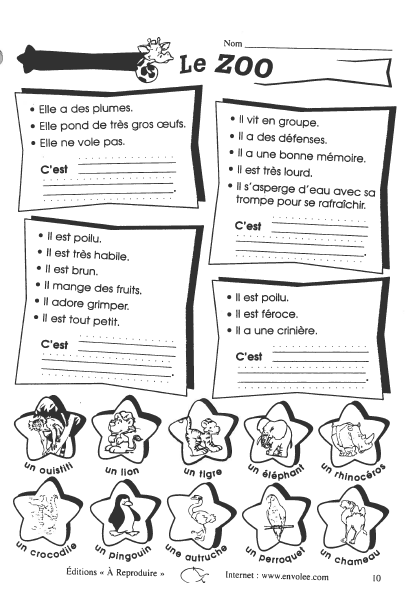 Nom
Le ZOO
• Elle a des plumes.
• Elle pond de très gros œufs.
• Elle ne vole pas.
C'est
.
• Il vit en groupe.
• Il a des défenses.
• Il a une bonne mémoire.
• Il est très lourd.
• Il s'asperge d'eau avec sa
trompe pour se rafraîchir.
C'est
.
• Il est poilu.
• Il est très habile.
• Il est brun.
• Il mange des fruits.
• Il adore grimper.
• Il est tout petit.
C'est
.
• Il est poilu.
• Il est féroce.
• Il a une crinière.
C'est
.
un ouistiti
un lion
un tigre
un éléphant
un rhinocéros
un crocodile
un pingouin
une autruche
un perroquet
un chameau
Éditions « À Reproduire »
Internet : www.envolee.com
10